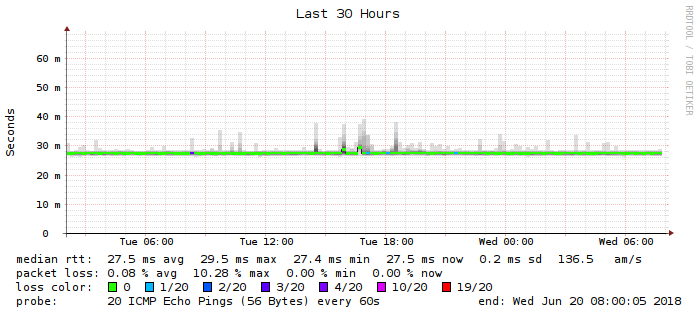 Last 30 Hours
RRDTOOL / TOBI OETIKER
Seconds
60 m
50 m
40 m
30 m
20 m
10 m
0
Tue 06:00 Tue 12:00 Tue 18:00 Wed 00:00 Wed 06:00
median rtt: 27.5 ms avg 29.5 ms max 27.4 ms min 27.5 ms now 0.2 ms sd 136.5 am/s
packet loss: 0.08 % avg 10.28 % max 0.00 % min 0.00 % now
loss color: 0 1/20 2/20 3/20 4/20 10/20 19/20
probe: 20 ICMP Echo Pings (56 Bytes) every 60s end: Wed Jun 20 08:00:05 2018